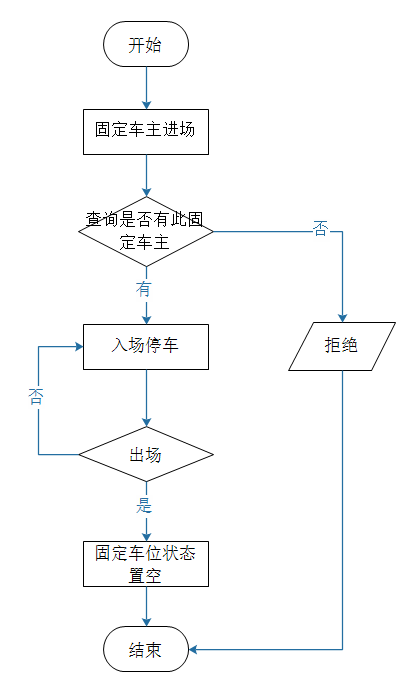 开始
固定车主进场
查询是否有此固
定车主
否
有
入场停车
拒绝
否
出场
是
固定车位状态
置空
结束